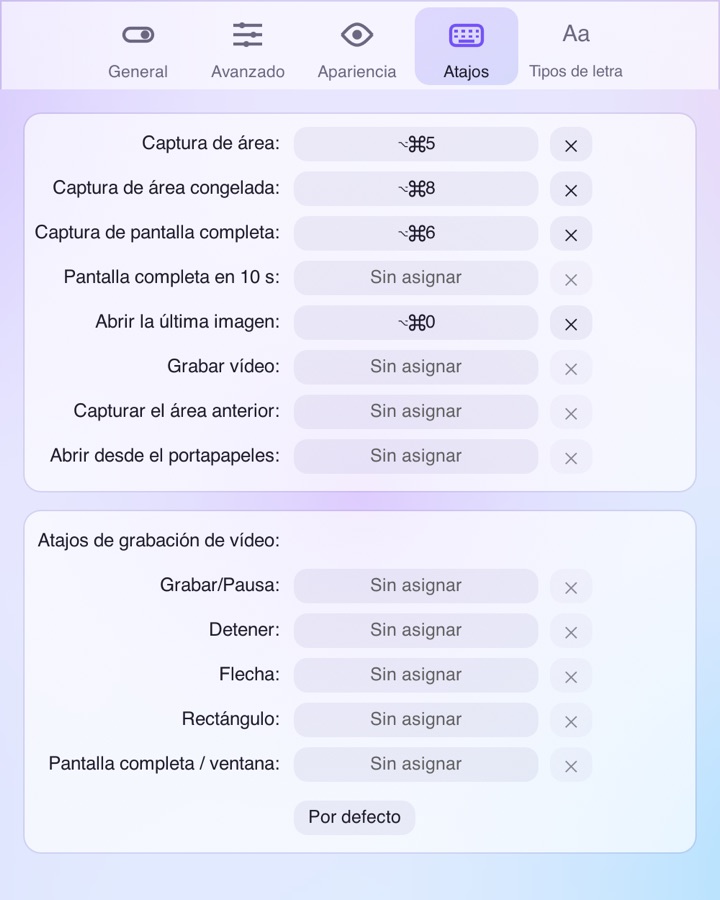 General
Avanzado
Apariencia
Atajos
Aa
Tipos de letra
Captura de área: ⌥⌘5
Captura de área congelada: ⌥⌘8
Captura de pantalla completa: ⌥⌘6
Pantalla completa en 10 s: Sin asignar
Abrir la última imagen: ⌥⌘0
Grabar vídeo: Sin asignar
Capturar el área anterior: Sin asignar
Abrir desde el portapapeles: Sin asignar
Atajos de grabación de vídeo:
Grabar/Pausa: Sin asignar
Detener: Sin asignar
Flecha: Sin asignar
Rectángulo: Sin asignar
Pantalla completa / ventana: Sin asignar
Por defecto